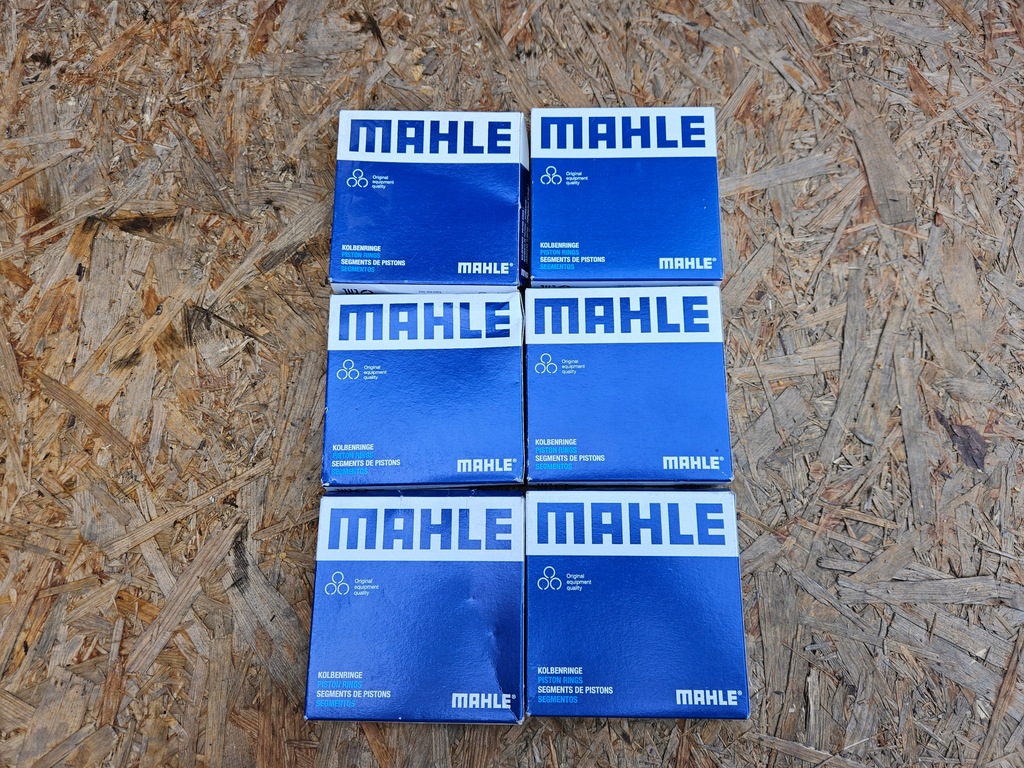 MAHLE
Original
equipment
quality
KOLBENRINGE
PISTON RINGS
SEGMENTS DE PISTONS
SEGMENTOS
MAHLE®
MAHLE
Original
equipment
quality
KOLBENRINGE
PISTON RINGS
SEGMENTS DE PISTONS
SEGMENTOS
MAHLE®
MAHLE
Original
equipment
quality
KOLBENRINGE
PISTON RINGS
SEGMENTS DE PISTONS
SEGMENTOS
MAHLE®
MAHLE
Original
equipment
quality
KOLBENRINGE
PISTON RINGS
SEGMENTS DE PISTONS
SEGMENTOS
MAHLE®
MAHLE
Original
equipment
quality
KOLBENRINGE
PISTON RINGS
SEGMENTS DE PISTONS
SEGMENTOS
MAHLE®
MAHLE
Original
equipment
quality
KOLBENRINGE
PISTON RINGS
SEGMENTS DE PISTONS
SEGMENTOS
MAHLE®